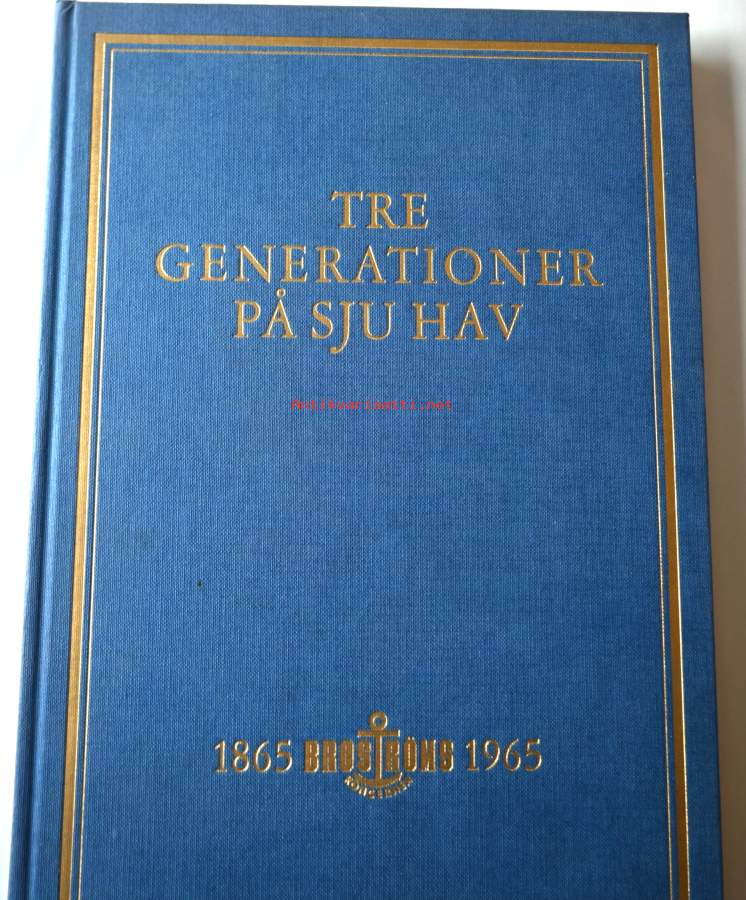 TRE
GENERATIONER
PÅ SJU HAV
Antikvariaatti.net
1865 BROSTRÖMS 1965
KONCERNEN